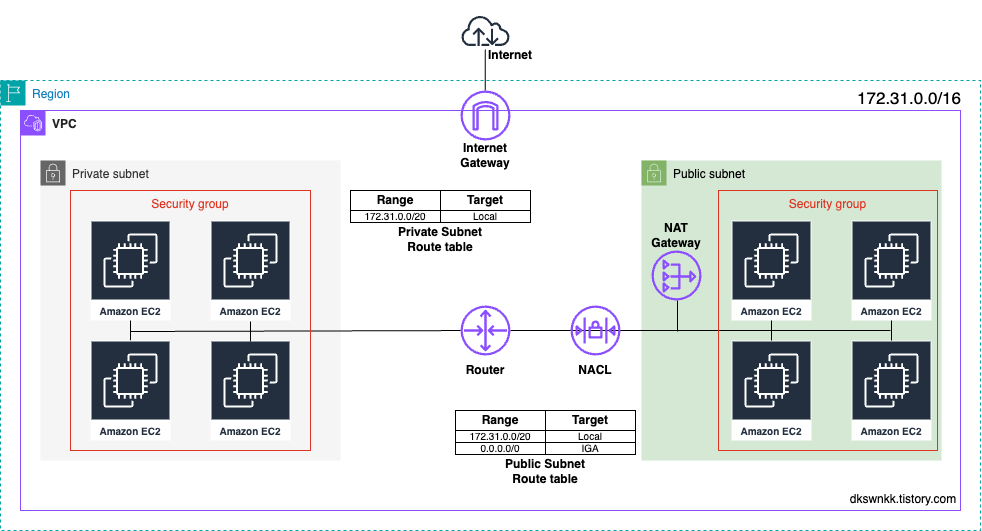 Internet
Region
172.31.0.0/16
VPC
Internet
Gateway
Private subnet
Public subnet
Security group
Security group
Range Target
172.31.0.0/20 Local
Private Subnet
Route table
NAT
Gateway
Amazon EC2
Amazon EC2
Amazon EC2
Amazon EC2
Router
NACL
Range Target
172.31.0.0/20 Local
0.0.0.0/0 IGA
Public Subnet
Route table
Amazon EC2
Amazon EC2
Amazon EC2
Amazon EC2
dkswnkk.tistory.com